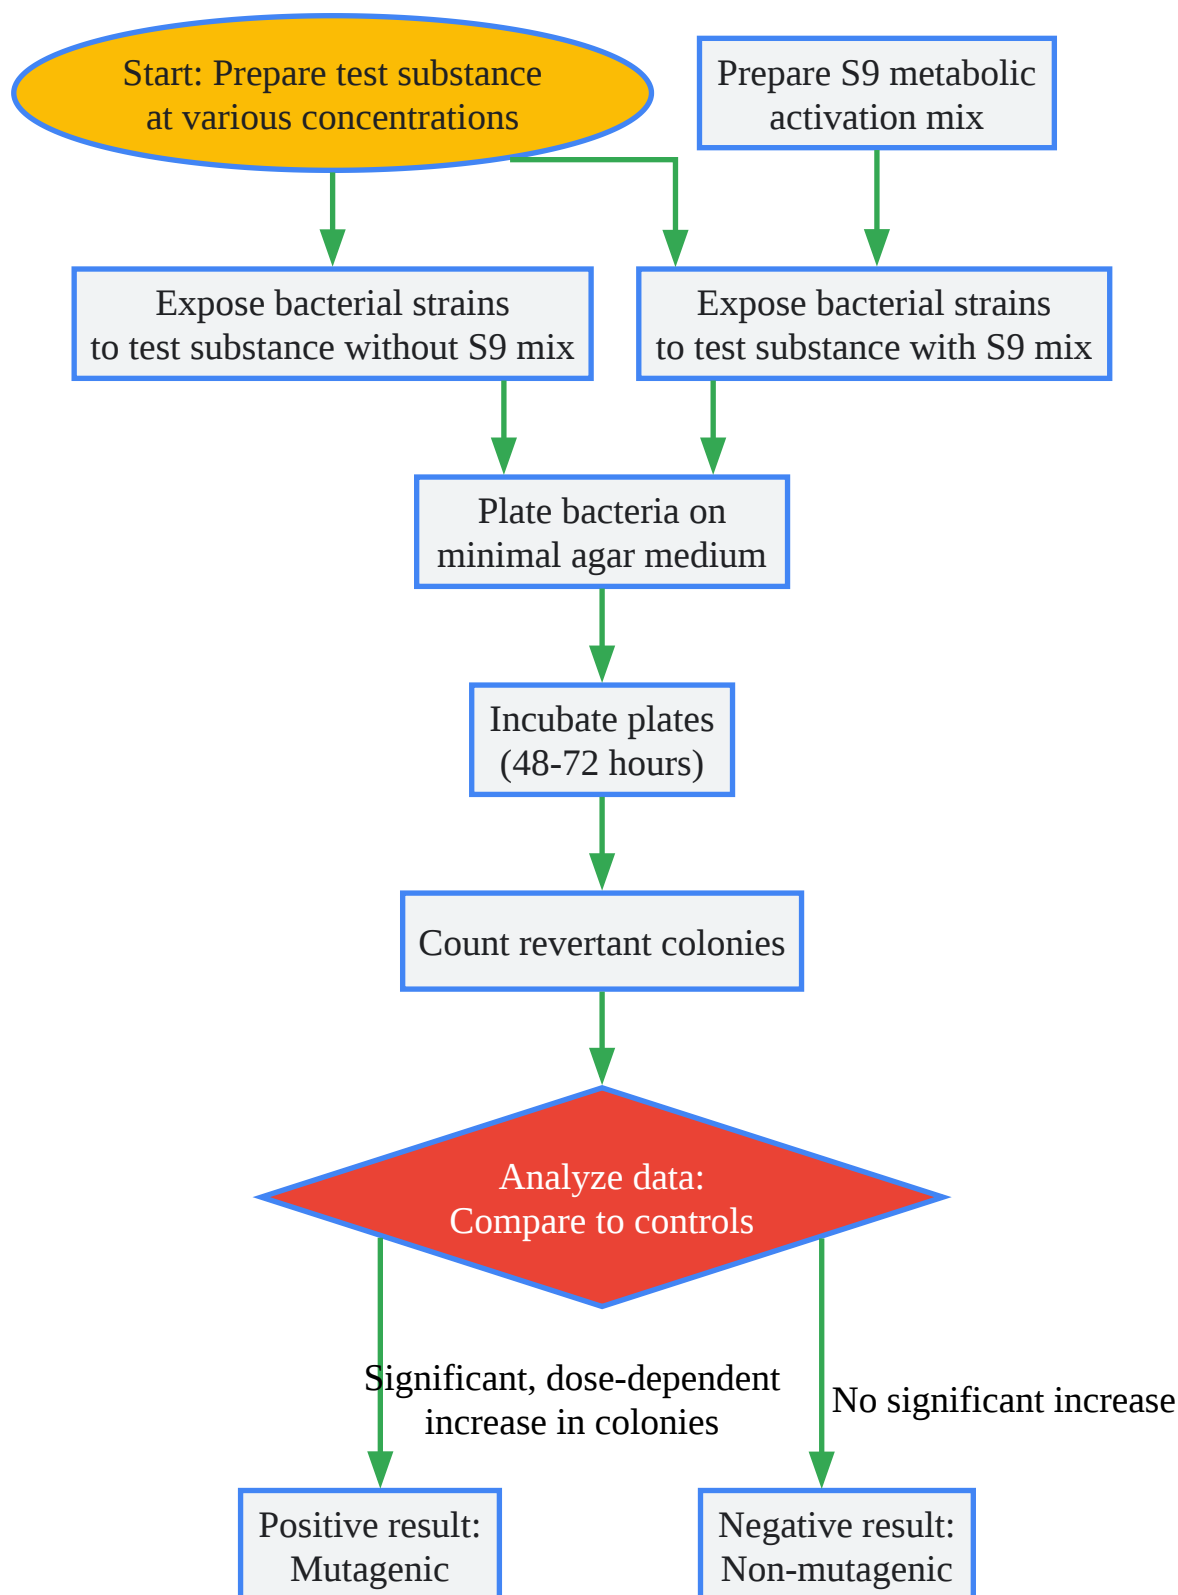 Start: Prepare test substance
at various concentrations
Prepare S9 metabolic
activation mix
Expose bacterial strains
to test substance without S9 mix
Expose bacterial strains
to test substance with S9 mix
Plate bacteria on
minimal agar medium
Incubate plates
(48-72 hours)
Count revertant colonies
Analyze data:
Compare to controls
Significant, dose-dependent
increase in colonies
No significant increase
Positive result:
Mutagenic
Negative result:
Non-mutagenic